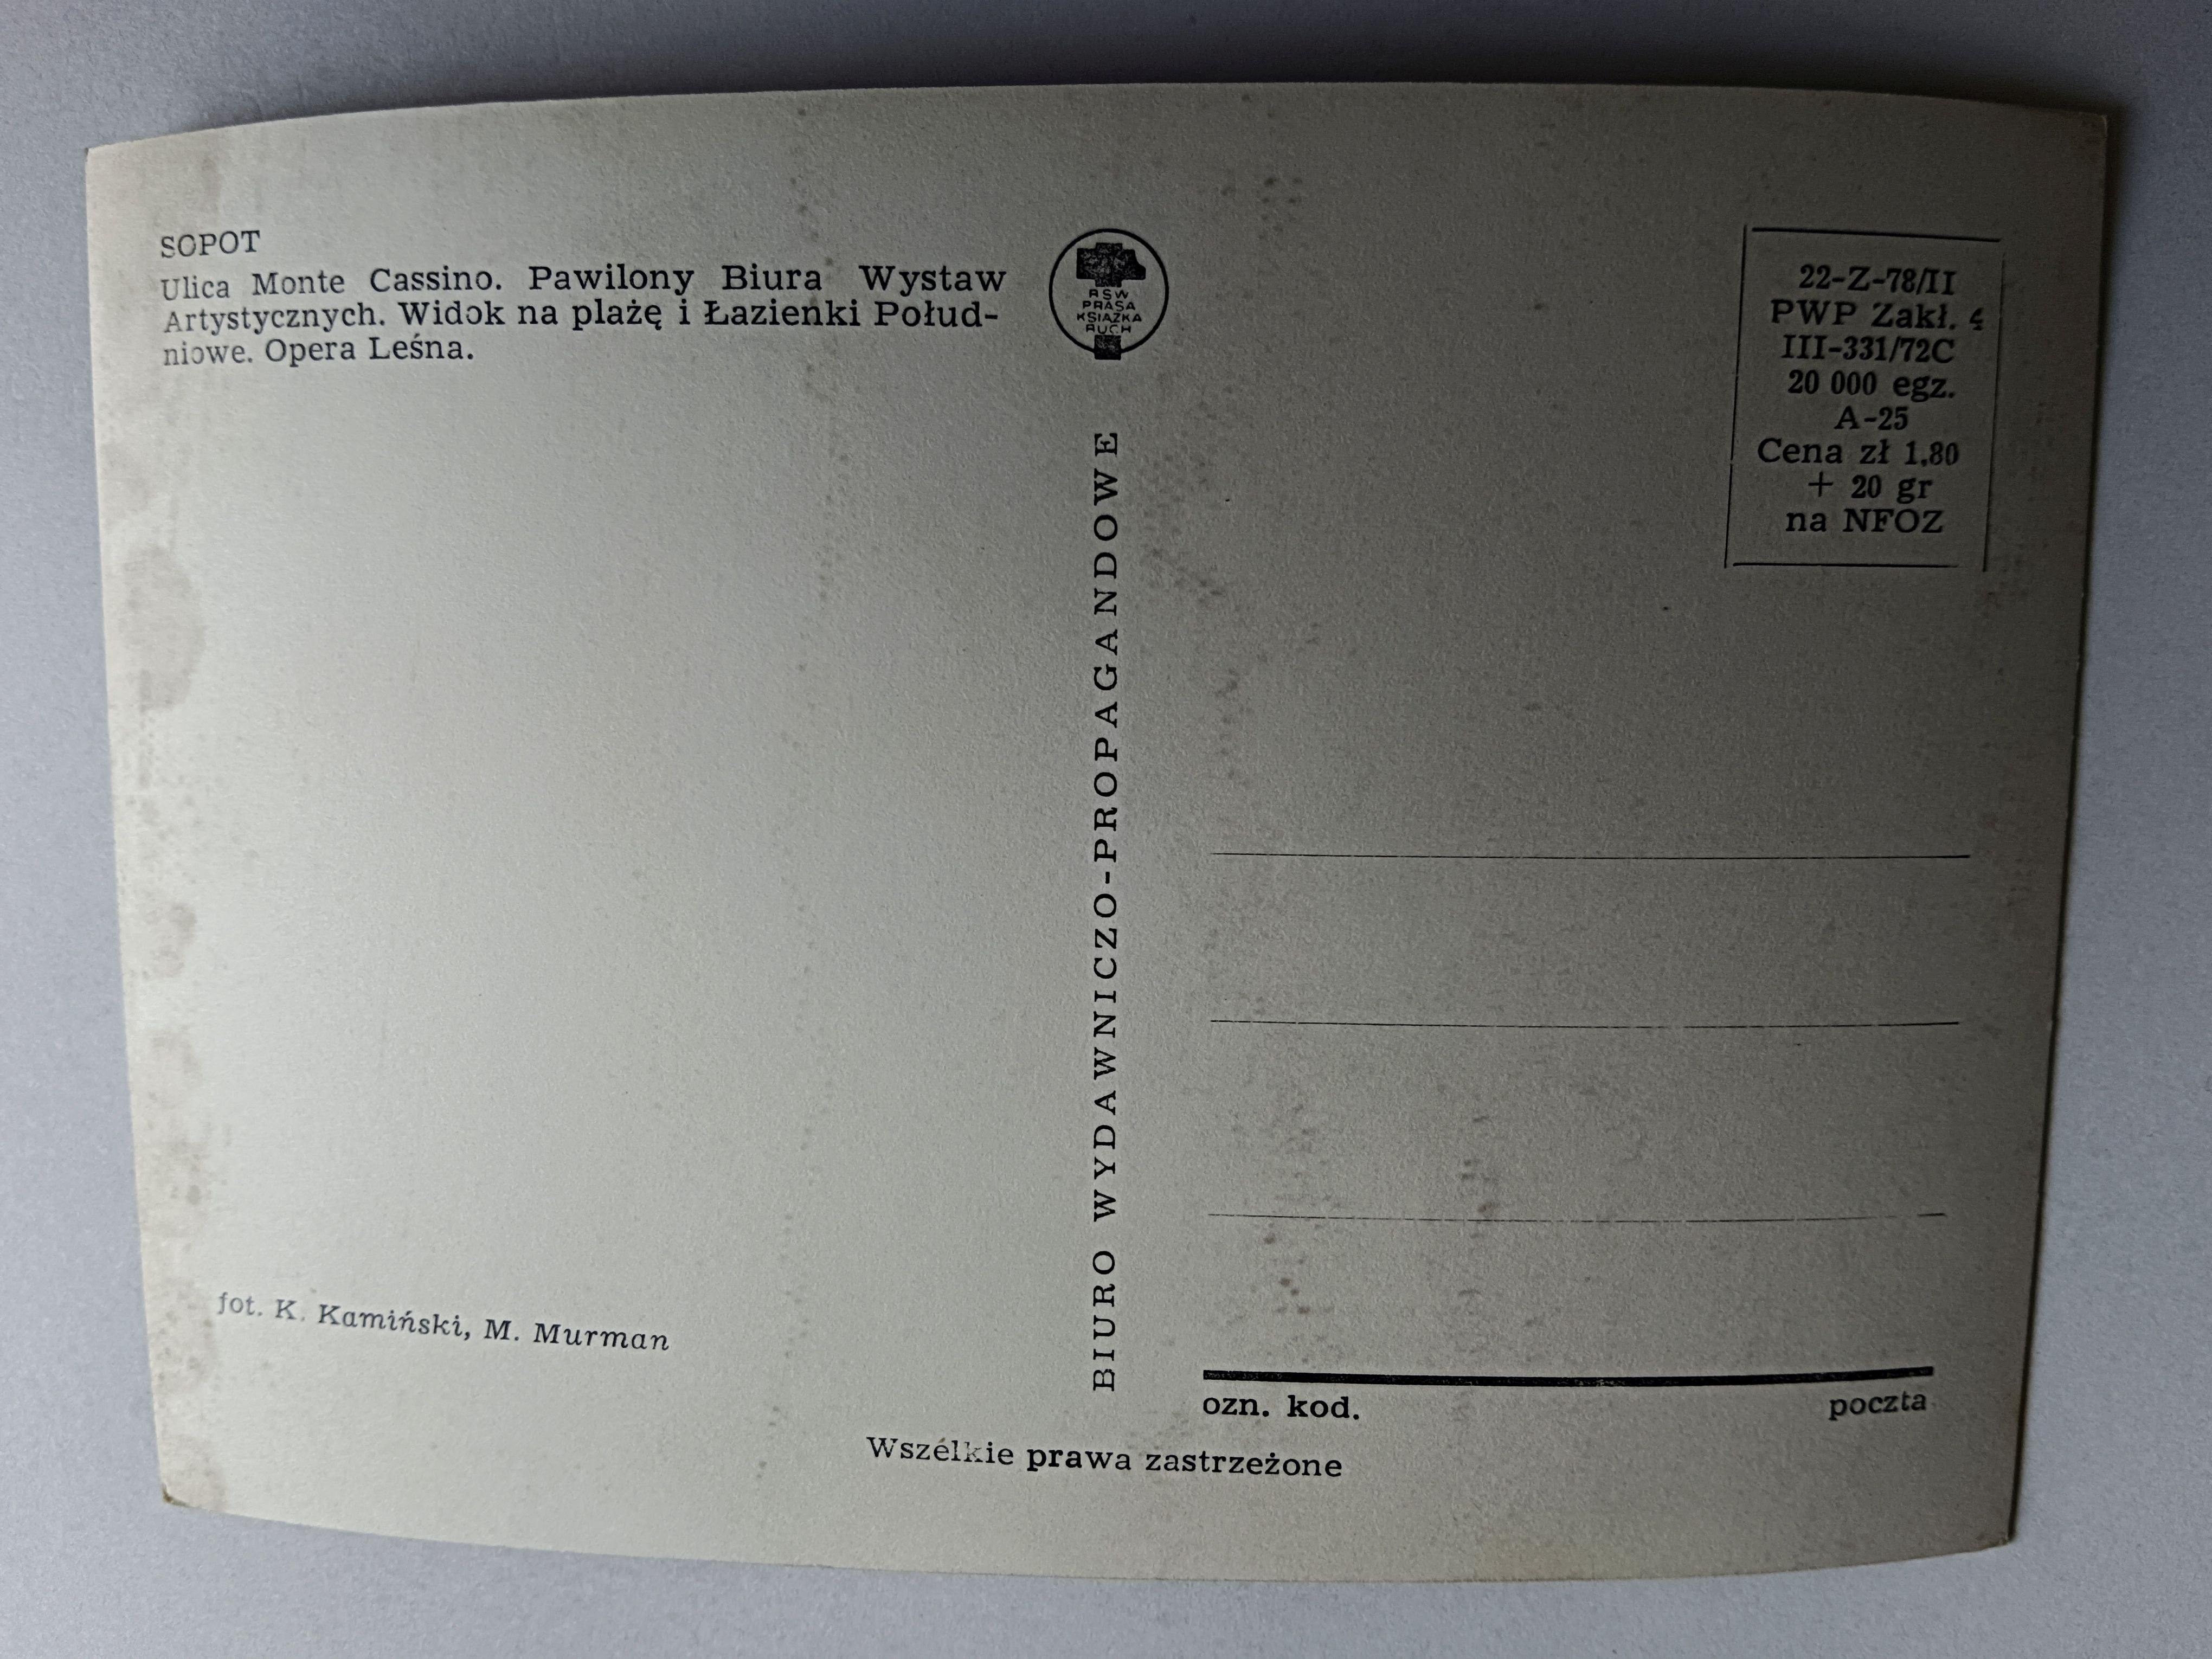 SOPOT
Ulica Monte Cassino. Pawilony Biura Wystaw
Artystycznych. Widok na plażę i Łazienki Połud-
niowe. Opera Leśna.
fot. K. Kamiński, M. Murman
RSW
PRASA
KSIĄŻKA
RUCH
BIURO WYDAWNICZO-PROPAGANDOWE
22-Z-78/II
PWP Zakł. 4
III-331/72C
20 000 egz.
A-25
Cena zł 1,80
+ 20 gr
na NFOZ
ozn. kod. poczta
Wszelkie prawa zastrzeżone